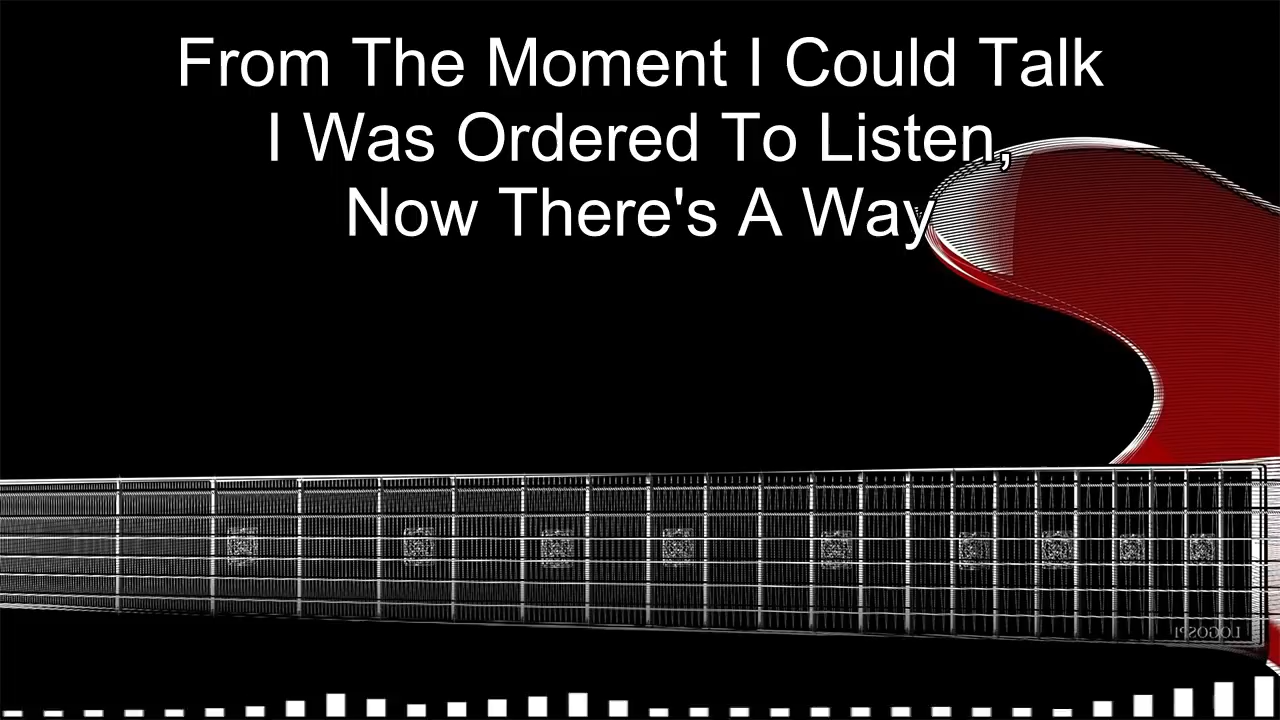 From The Moment I Could Talk
I Was Ordered To Listen,
Now There's A Way